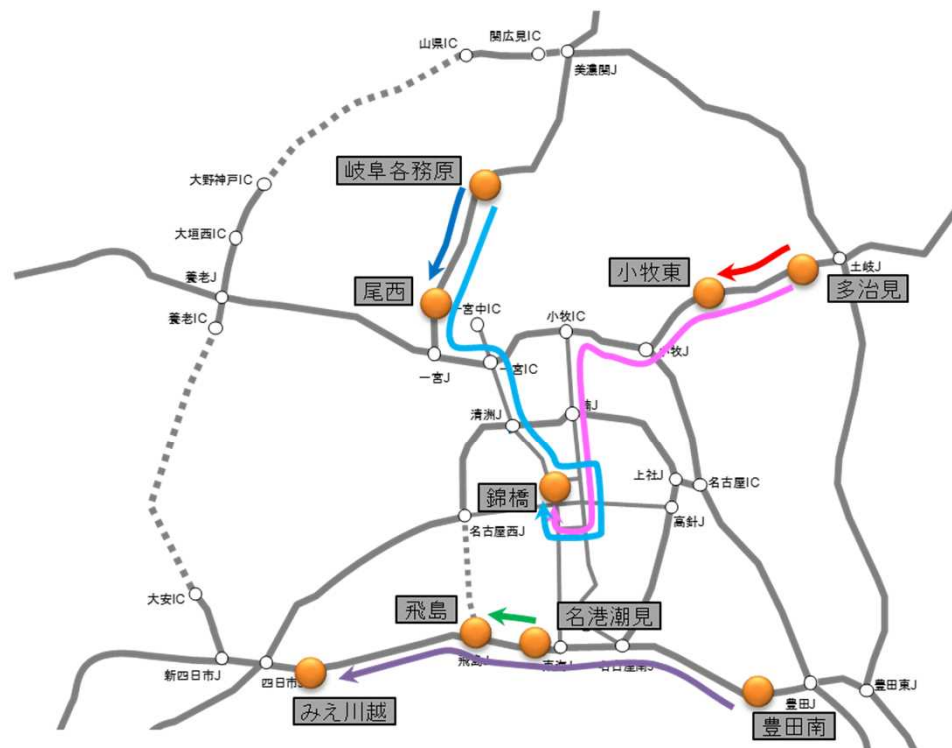 山県IC
関広見IC
美濃関J
岐阜各務原
大野神戸IC
大垣西IC
養老J
養老IC
尾西
一宮中IC
一宮J
一宮IC
小牧IC
小牧東
土岐J
多治見
小牧J
清洲J
楠J
上社J
名古屋IC
高針J
錦橋
名古屋西J
大安IC
飛島
名港潮見
飛島J
東海J
名古屋南J
新四日市J
四日市J
みえ川越
豊田J
豊田東J
豊田南